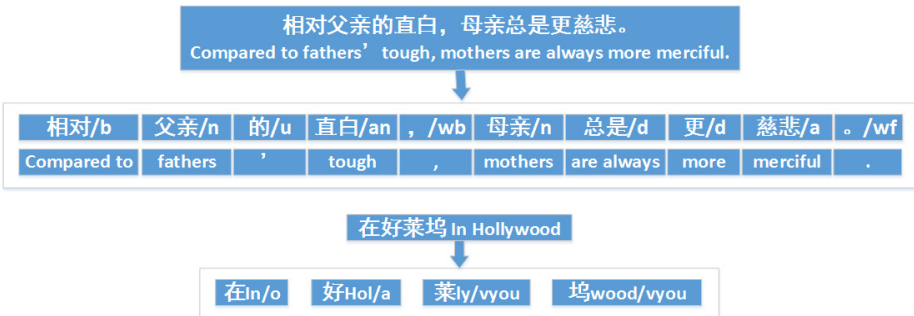 相对父亲的直白，母亲总是更慈悲。
Compared to fathers’ tough, mothers are always more merciful.
相对/b 父亲/n 的/u 直白/an ，/wb 母亲/n 总是/d 更/d 慈悲/a 。/wf
Compared to fathers ’ tough , mothers are always more merciful .
在好莱坞 In Hollywood
在In/o 好Hol/a 莱ly/vyou 坞wood/vyou